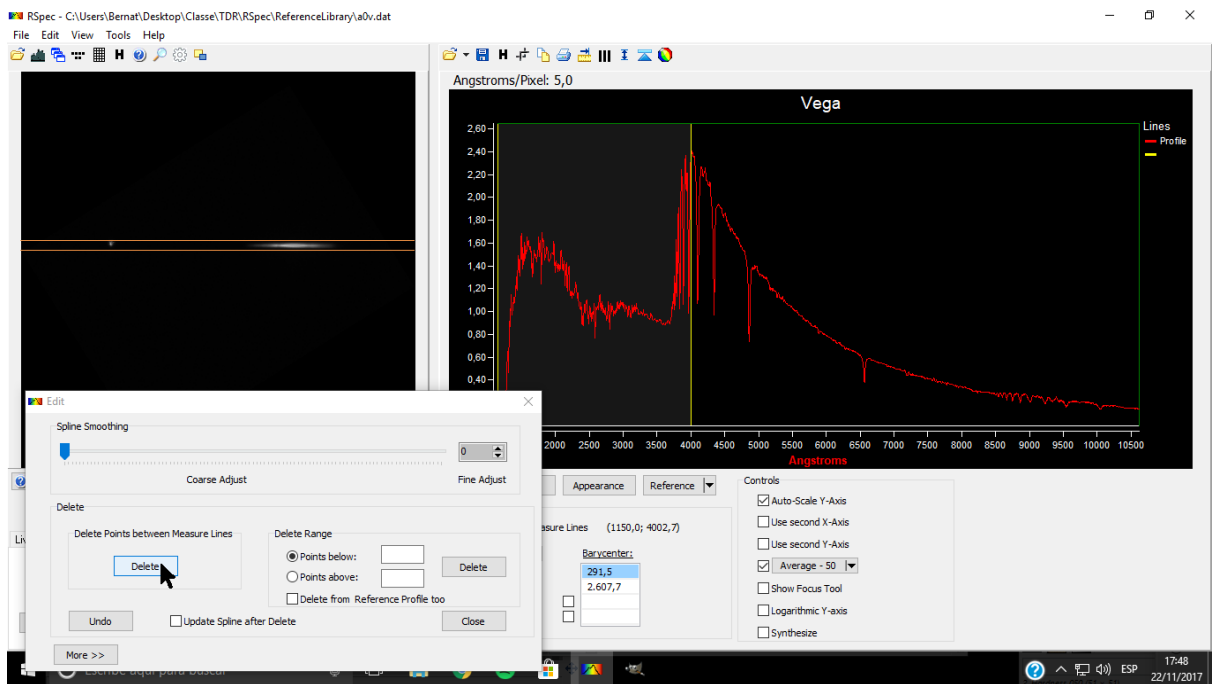 RSpec - C:\Users\Bernat\Desktop\Classe\TDR\RSpec\ReferenceLibrary\a0v.dat
File Edit View Tools Help
Angstroms/Pixel: 5,0
Vega
Lines
Profile
2,60
2,40
2,20
2,00
1,80
1,60
1,40
1,20
1,00
0,80
0,60
0,40
2000 2500 3000 3500 4000 4500 5000 5500 6000 6500 7000 7500 8000 8500 9000 9500 10000 10500
Angstroms
Edit
Spline Smoothing
0
Coarse Adjust
Fine Adjust
Delete
Delete Points between Measure Lines
Delete
Delete Range
Points below:
Points above:
Delete
Delete from Reference Profile too
Undo
Update Spline after Delete
Close
More >>
Appearance
Reference
asure Lines (1150,0; 4002,7)
Barycenter:
291,5
2.607,7
Controls
Auto-Scale Y-Axis
Use second X-Axis
Use second Y-Axis
Average - 50
Show Focus Tool
Logarithmic Y-axis
Synthesize
Li
Escribe aquí para buscar
ESP
17:48
22/11/2017